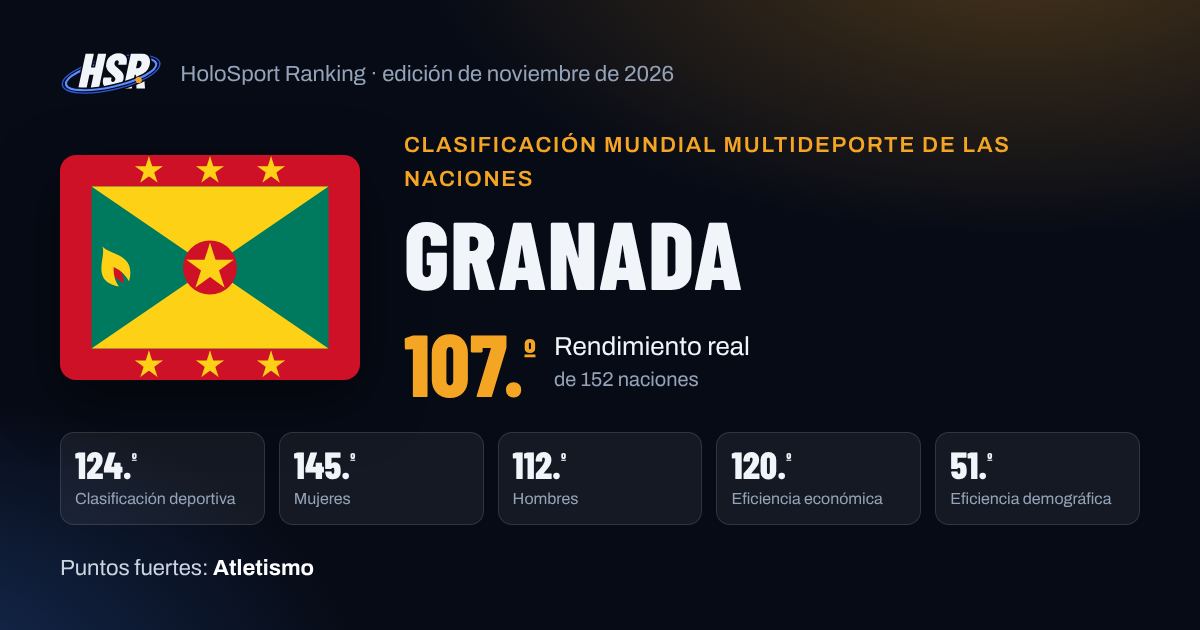 HSR
HoloSport Ranking · edición de noviembre de 2026
CLASIFICACIÓN MUNDIAL MULTIDEPORTE DE LAS
NACIONES
GRANADA
107.º Rendimiento real
de 152 naciones
124.º
Clasificación deportiva
145.º
Mujeres
112.º
Hombres
120.º
Eficiencia económica
51.º
Eficiencia demográfica
Puntos fuertes: Atletismo